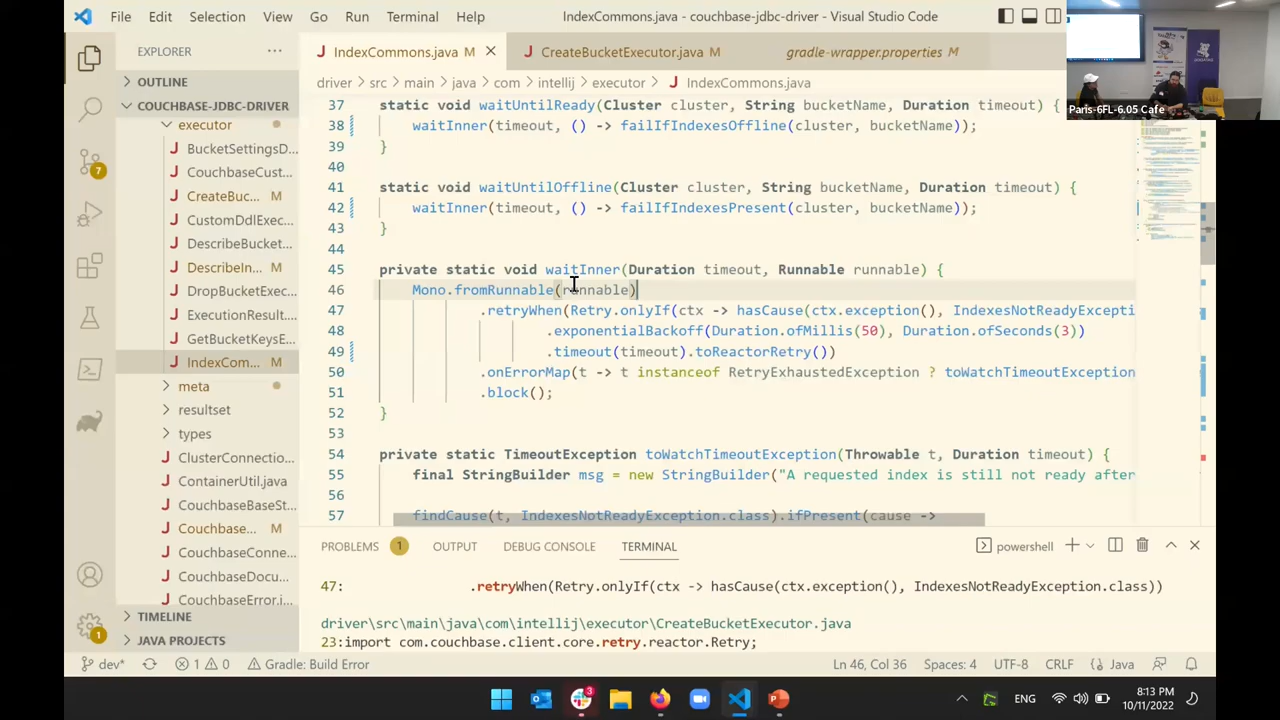 File Edit Selection View Go Run Terminal Help
IndexCommons.java - couchbase-jdbc-driver - Visual Studio Code
EXPLORER ...
OUTLINE
COUCHBASE-JDBC-DRIVER
executor
BucketSettingsD...
CouchbaseCust...
CreateBuc... M
CustomDdlExe...
DescribeBucket...
DescribeIn... M
DropBucketExec...
ExecutionResult...
GetBucketKeysE...
IndexCom... M
meta
resultset
types
ClusterConnectio...
ContainerUtil.java
CouchbaseBaseSt...
Couchbase... M
CouchbaseConne...
CouchbaseDocu...
CouchbaseError.j...
TIMELINE
JAVA PROJECTS
7
1
IndexCommons.java M
CreateBucketExecutor.java M
gradle-wrapper.properties M
driver > src > main > java > com > intellij > executor > IndexCommons.java
37 static void waitUntilReady(Cluster cluster, String bucketName, Duration timeout) {
38 waitInner(timeout, () -> failIfIndexesOffline(cluster, bucketName));
39 }
40
41 static void waitUntilOffline(Cluster cluster, String bucketName, Duration timeout) {
42 waitInner(timeout, () -> failIfIndexesPresent(cluster, bucketName));
43 }
44
45 private static void waitInner(Duration timeout, Runnable runnable) {
46 Mono.fromRunnable(runnable)
47 .retryWhen(Retry.onlyIf(ctx -> hasCause(ctx.exception(), IndexesNotReadyExcepti
48 .exponentialBackoff(Duration.ofMillis(50), Duration.ofSeconds(3))
49 .timeout(timeout).toReactorRetry())
50 .onErrorMap(t -> t instanceof RetryExhaustedException ? toWatchTimeoutException
51 .block();
52 }
53
54 private static TimeoutException toWatchTimeoutException(Throwable t, Duration timeout) {
55 final StringBuilder msg = new StringBuilder("A requested index is still not ready after
56
57 findCause(t, IndexesNotReadyException.class).ifPresent(cause ->
PROBLEMS 1 OUTPUT DEBUG CONSOLE TERMINAL
powershell
47: .retryWhen(Retry.onlyIf(ctx -> hasCause(ctx.exception(), IndexesNotReadyException.class))
driver\src\main\java\com\intellij\executor\CreateBucketExecutor.java
23:import com.couchbase.client.core.retry.reactor.Retry;
dev* 1 0 Gradle: Build Error
Ln 46, Col 36 Spaces: 4 UTF-8 CRLF {} Java
3
ENG
8:13 PM
10/11/2022
Paris-6FL-6.05 Cafe